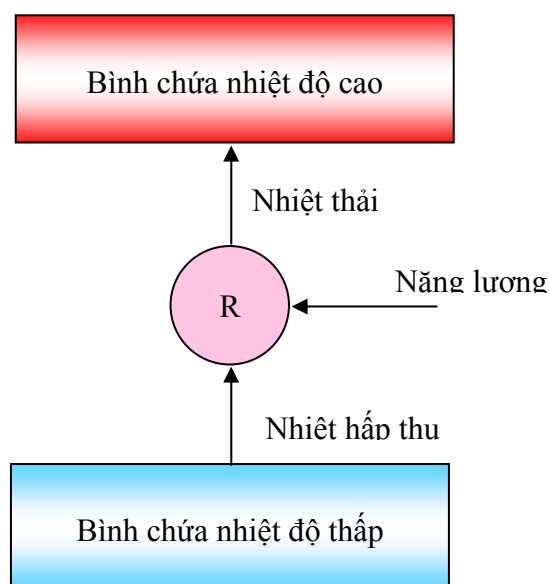 Bình chứa nhiệt độ cao
Nhiệt thải
Năng lượng
R
Nhiệt hấp thu
Bình chứa nhiệt độ thấp